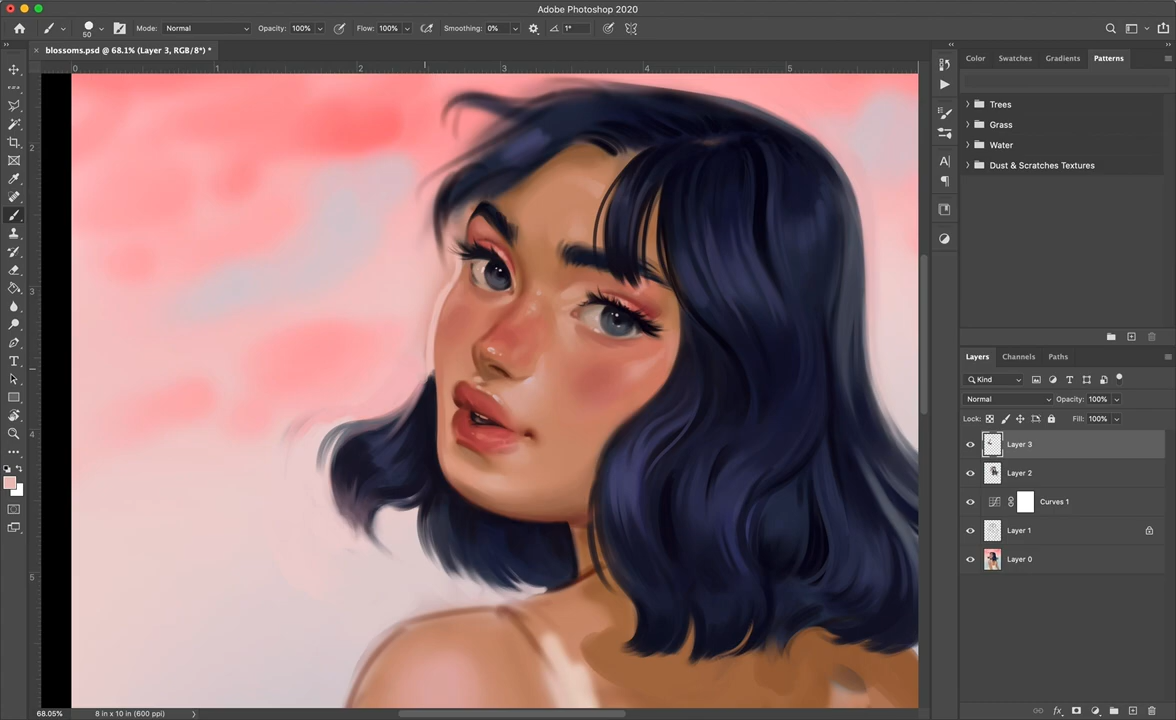 Adobe Photoshop 2020
50
Mode: Normal
Opacity: 100%
Flow: 100%
Smoothing: 0%
1°
× blossoms.psd @ 68.1% (Layer 3, RGB/8*) *
0 1 2 3 4 5
2
3
4
5
Color Swatches Gradients Patterns
Trees
Grass
Water
Dust & Scratches Textures
Layers Channels Paths
Kind
Normal Opacity: 100%
Lock: Fill: 100%
Layer 3
Layer 2
Curves 1
Layer 1
Layer 0
68.05% 8 in x 10 in (600 ppi)